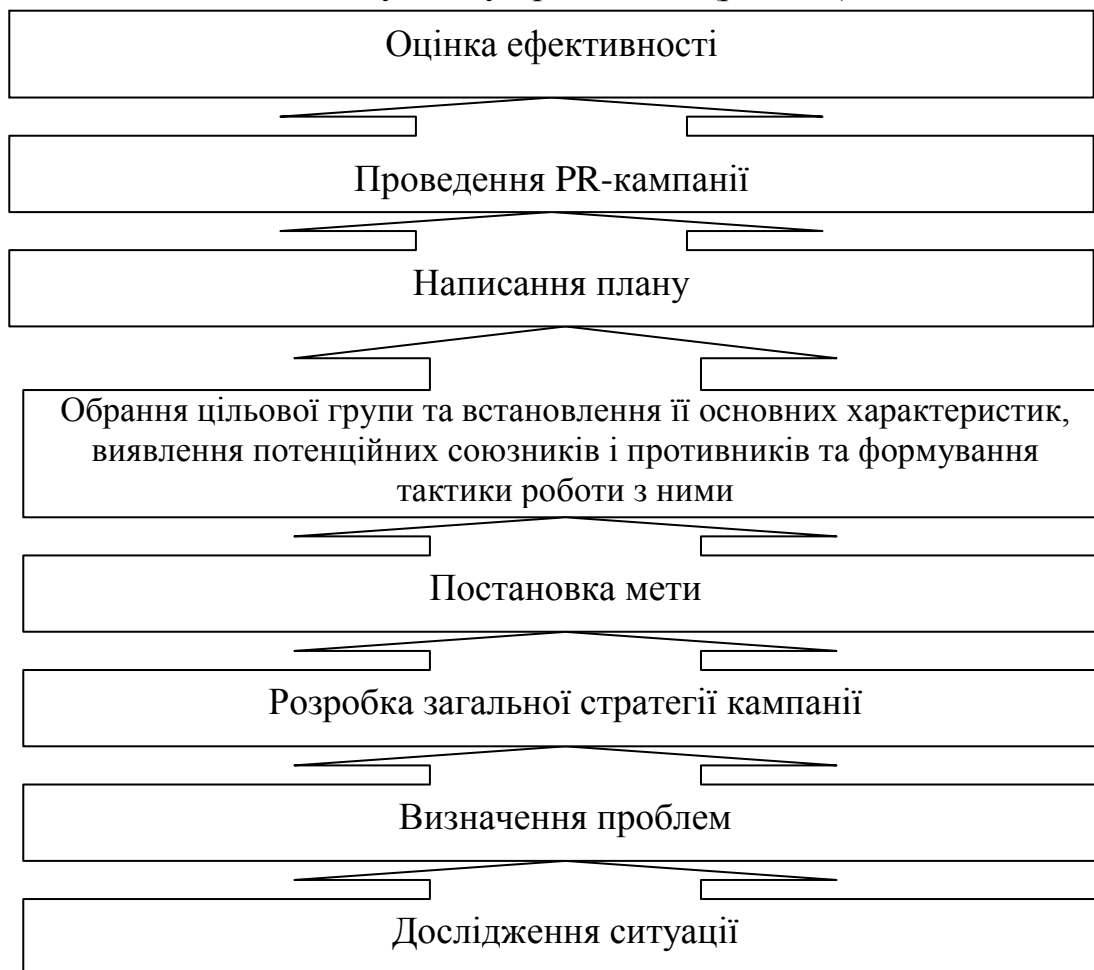 Оцінка ефективності
Проведення PR-кампанії
Написання плану
Обрання цільової групи та встановлення її основних характеристик,
виявлення потенційних союзників і противників та формування
тактики роботи з ними
Постановка мети
Розробка загальної стратегії кампанії
Визначення проблем
Дослідження ситуації